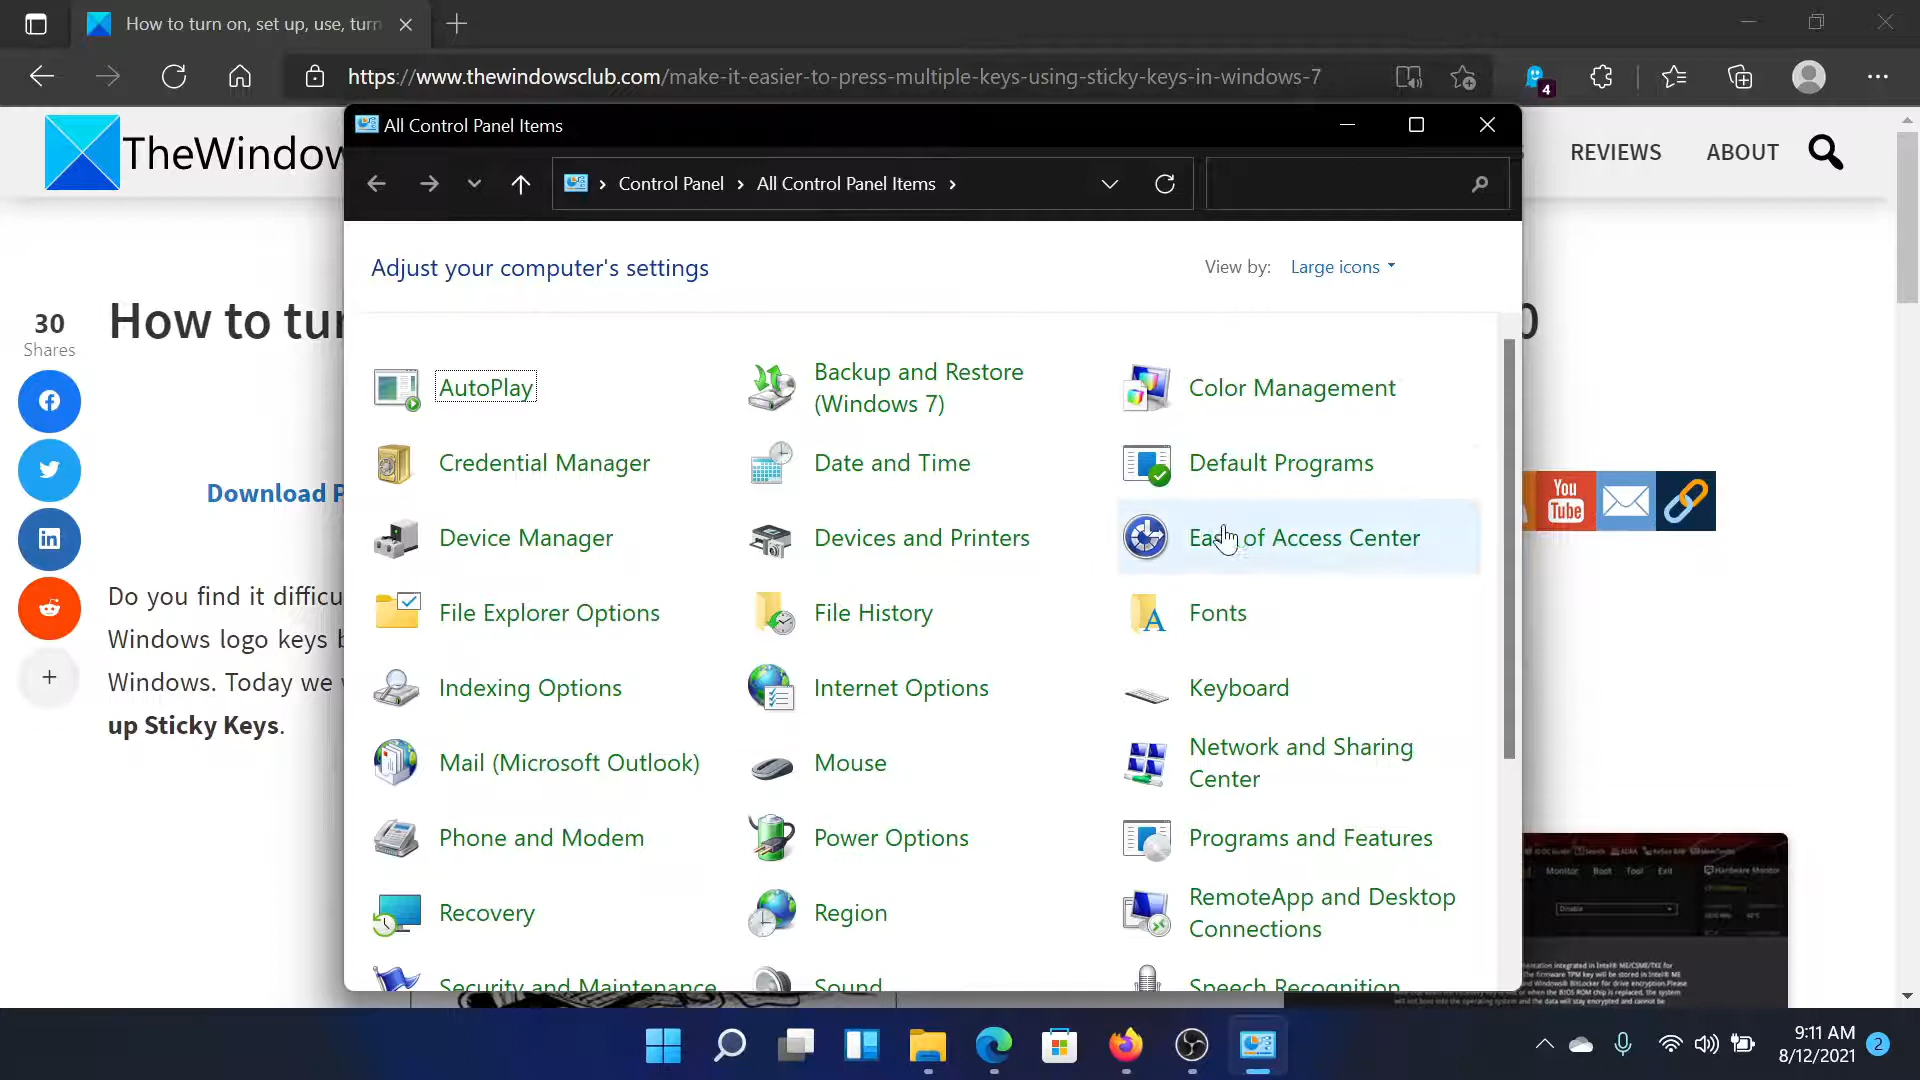 How to turn on, set up, use, turn
https://www.thewindowsclub.com/make-it-easier-to-press-multiple-keys-using-sticky-keys-in-windows-7
4
All Control Panel Items
TheWindow
REVIEWS
ABOUT
Control Panel
All Control Panel Items
Adjust your computer's settings
View by:
Large icons
30
Shares
How to tur
0
AutoPlay
Backup and Restore
(Windows 7)
Color Management
Credential Manager
Date and Time
Default Programs
Download P
You
Tube
Device Manager
Devices and Printers
Ease of Access Center
Do you find it difficu
File Explorer Options
File History
Fonts
Windows logo keys b
Windows. Today we w
up Sticky Keys.
Indexing Options
Internet Options
Keyboard
Mail (Microsoft Outlook)
Mouse
Network and Sharing
Center
Phone and Modem
Power Options
Programs and Features
Recovery
Region
RemoteApp and Desktop
Connections
Monitor Boot Tool Exit
Hardware Monitor
Security and Maintenance
Sound
Speech Recognition
9:11 AM
8/12/2021
2